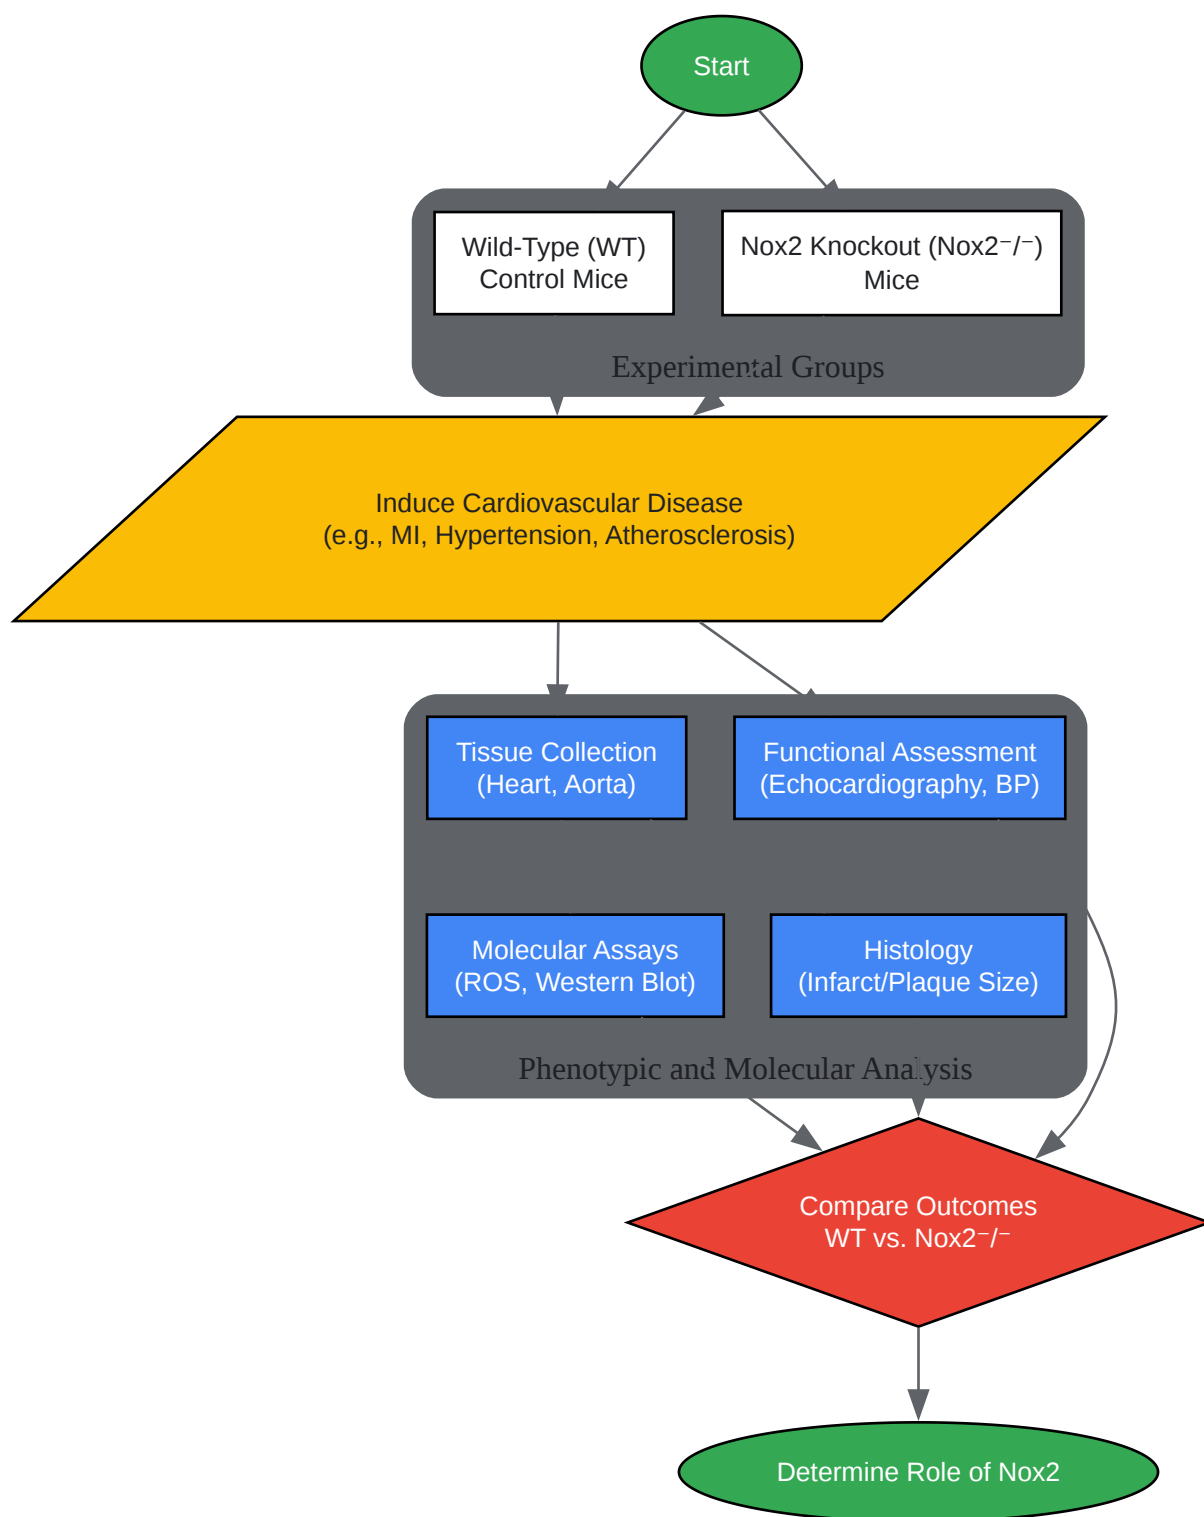 Start
Wild-Type (WT)
Control Mice
Nox2 Knockout (Nox2⁻/⁻)
Mice
Experimental Groups
Induce Cardiovascular Disease
(e.g., MI, Hypertension, Atherosclerosis)
Tissue Collection
(Heart, Aorta)
Functional Assessment
(Echocardiography, BP)
Molecular Assays
(ROS, Western Blot)
Histology
(Infarct/Plaque Size)
Phenotypic and Molecular Analysis
Compare Outcomes
WT vs. Nox2⁻/⁻
Determine Role of Nox2